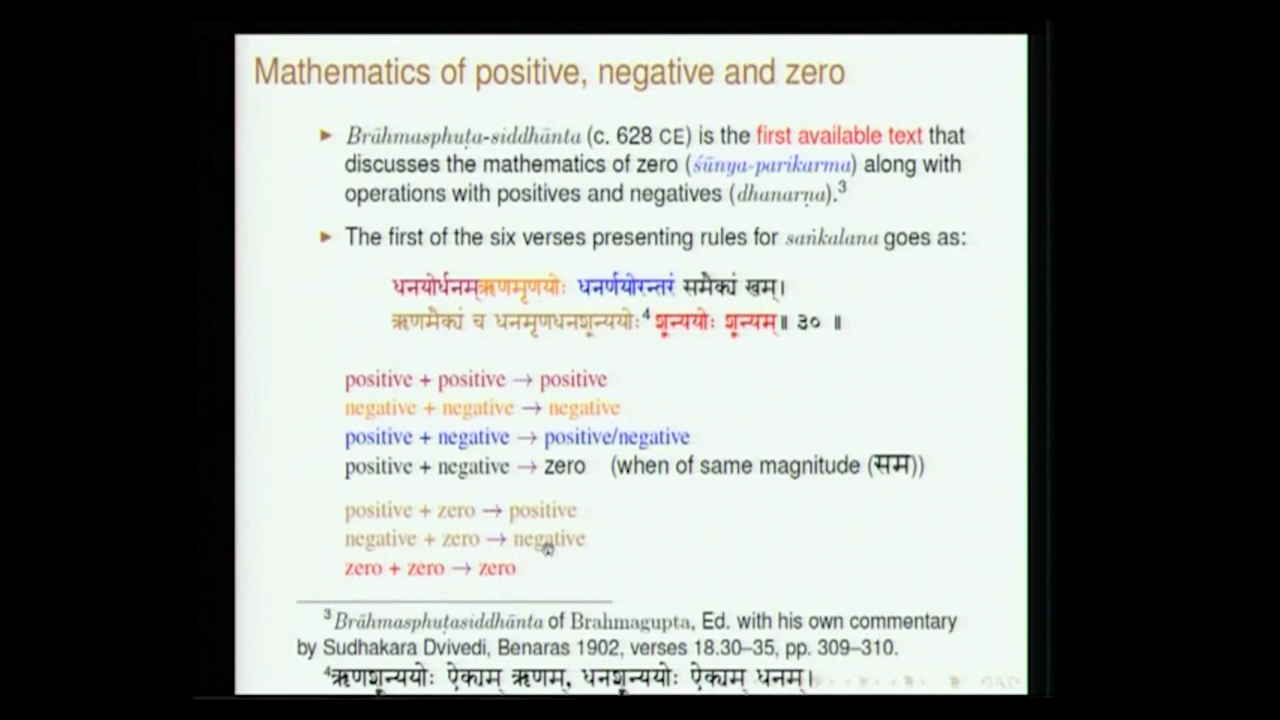 Mathematics of positive, negative and zero
► Brāhmasphuṭa-siddhānta (c. 628 CE) is the first available text that
discusses the mathematics of zero (śūnya-parikarma) along with
operations with positives and negatives (dhanarṇa).3
► The first of the six verses presenting rules for saṅkalana goes as:
धनयोर्धनम्ऋणमृणयोः धनर्णयोरन्तरं समैक्यं खम्।
ऋणमैक्यं च धनमृणधनशून्ययोः4 शून्ययोः शून्यम्॥ ३० ॥
positive + positive → positive
negative + negative → negative
positive + negative → positive/negative
positive + negative → zero (when of same magnitude (सम))
positive + zero → positive
negative + zero → negative
zero + zero → zero
3Brāhmasphuṭasiddhānta of Brahmagupta, Ed. with his own commentary
by Sudhakara Dvivedi, Benaras 1902, verses 18.30–35, pp. 309–310.
4ऋणशून्ययोः ऐक्यम् ऋणम्, धनशून्ययोः ऐक्यम् धनम्।